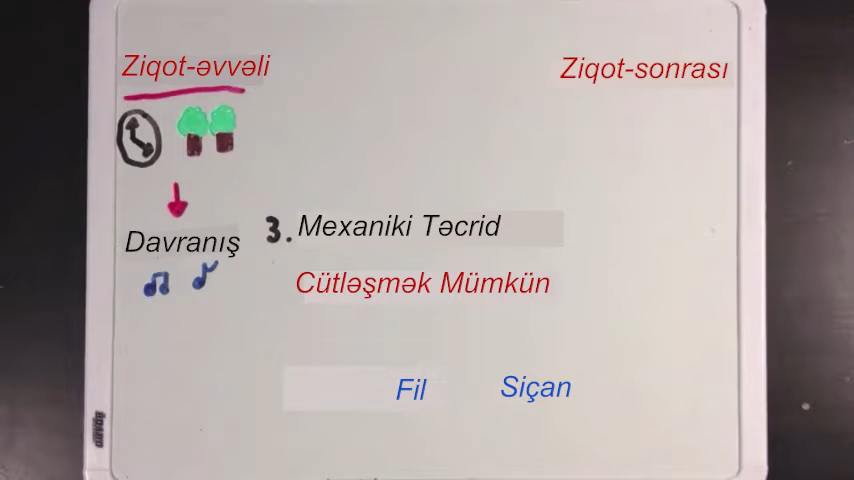 Ziqot-əvvəli
Ziqot-sonrası
Davranış
3. Mexaniki Təcrid
Cütləşmək Mümkün
Fil Siçan